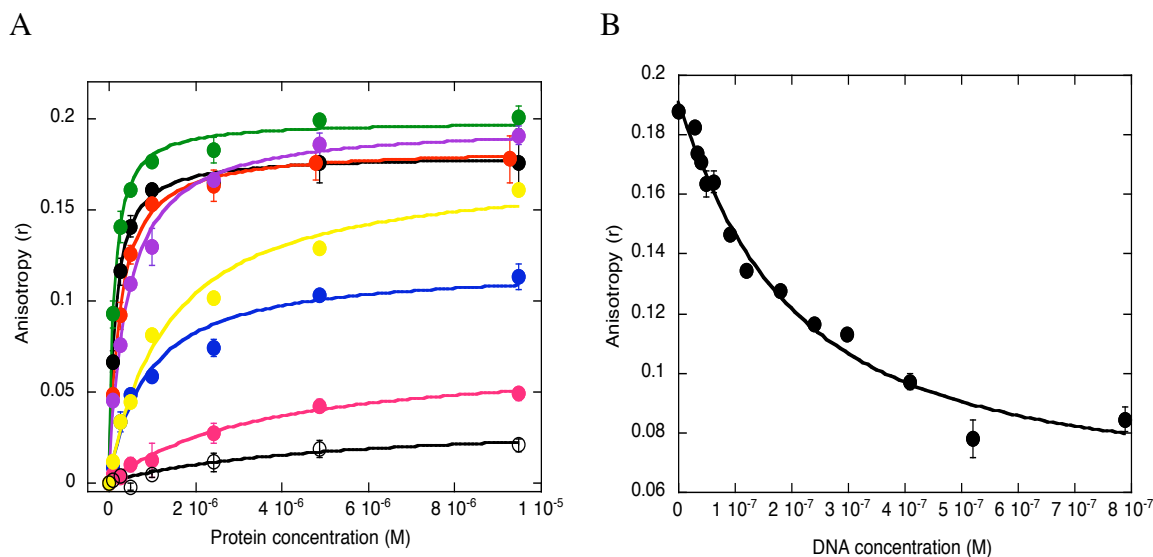 A
B
0.2
0.15
0.1
0.05
0
Anisotropy (r)
0 2 10-6 4 10-6 6 10-6 8 10-6 1 10-5
Protein concentration (M)
0.2
0.18
0.16
0.14
0.12
0.1
0.08
0.06
Anisotropy (r)
0 1 10-7 2 10-7 3 10-7 4 10-7 5 10-7 6 10-7 7 10-7 8 10-7
DNA concentration (M)